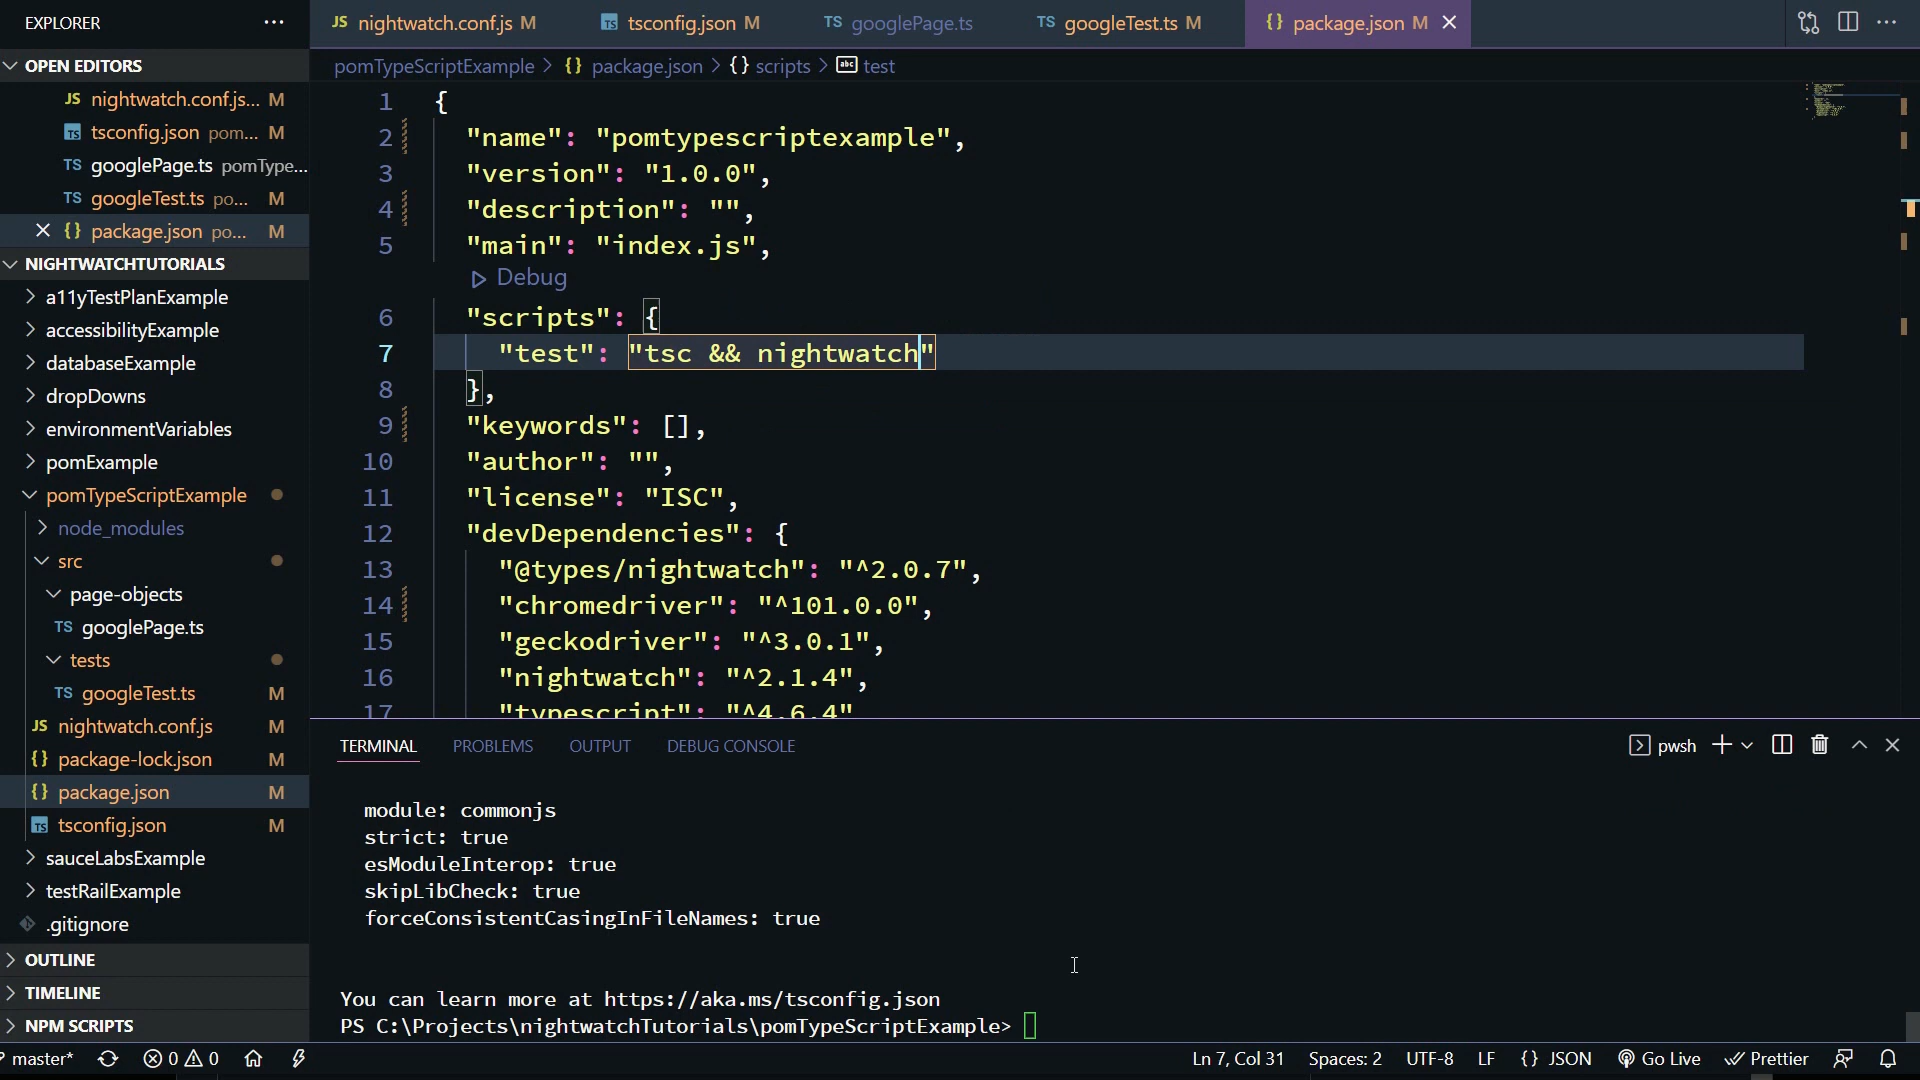 EXPLORER
OPEN EDITORS
nightwatch.conf.js... M
tsconfig.json pom... M
googlePage.ts pomType...
googleTest.ts po... M
package.json po... M
NIGHTWATCHTUTORIALS
a11yTestPlanExample
accessibilityExample
databaseExample
dropDowns
environmentVariables
pomExample
pomTypeScriptExample
node_modules
src
page-objects
TS googlePage.ts
tests
TS googleTest.ts M
JS nightwatch.conf.js M
{} package-lock.json M
{} package.json M
TS tsconfig.json M
sauceLabsExample
testRailExample
.gitignore
OUTLINE
TIMELINE
NPM SCRIPTS
JS nightwatch.conf.js M
TS tsconfig.json M
TS googlePage.ts
TS googleTest.ts M
{} package.json M
pomTypeScriptExample > {} package.json > {} scripts > abc test
1 {
2 "name": "pomtypescriptexample",
3 "version": "1.0.0",
4 "description": "",
5 "main": "index.js",
Debug
6 "scripts": {
7 "test": "tsc && nightwatch"
8 },
9 "keywords": [],
10 "author": "",
11 "license": "ISC",
12 "devDependencies": {
13 "@types/nightwatch": "^2.0.7",
14 "chromedriver": "^101.0.0",
15 "geckodriver": "^3.0.1",
16 "nightwatch": "^2.1.4",
17 "typescript": "^4.6.4"
TERMINAL PROBLEMS OUTPUT DEBUG CONSOLE
pwsh
module: commonjs
strict: true
esModuleInterop: true
skipLibCheck: true
forceConsistentCasingInFileNames: true
You can learn more at https://aka.ms/tsconfig.json
PS C:\Projects\nightwatchTutorials\pomTypeScriptExample>
master* 0 0
Ln 7, Col 31 Spaces: 2 UTF-8 LF {} JSON Go Live Prettier